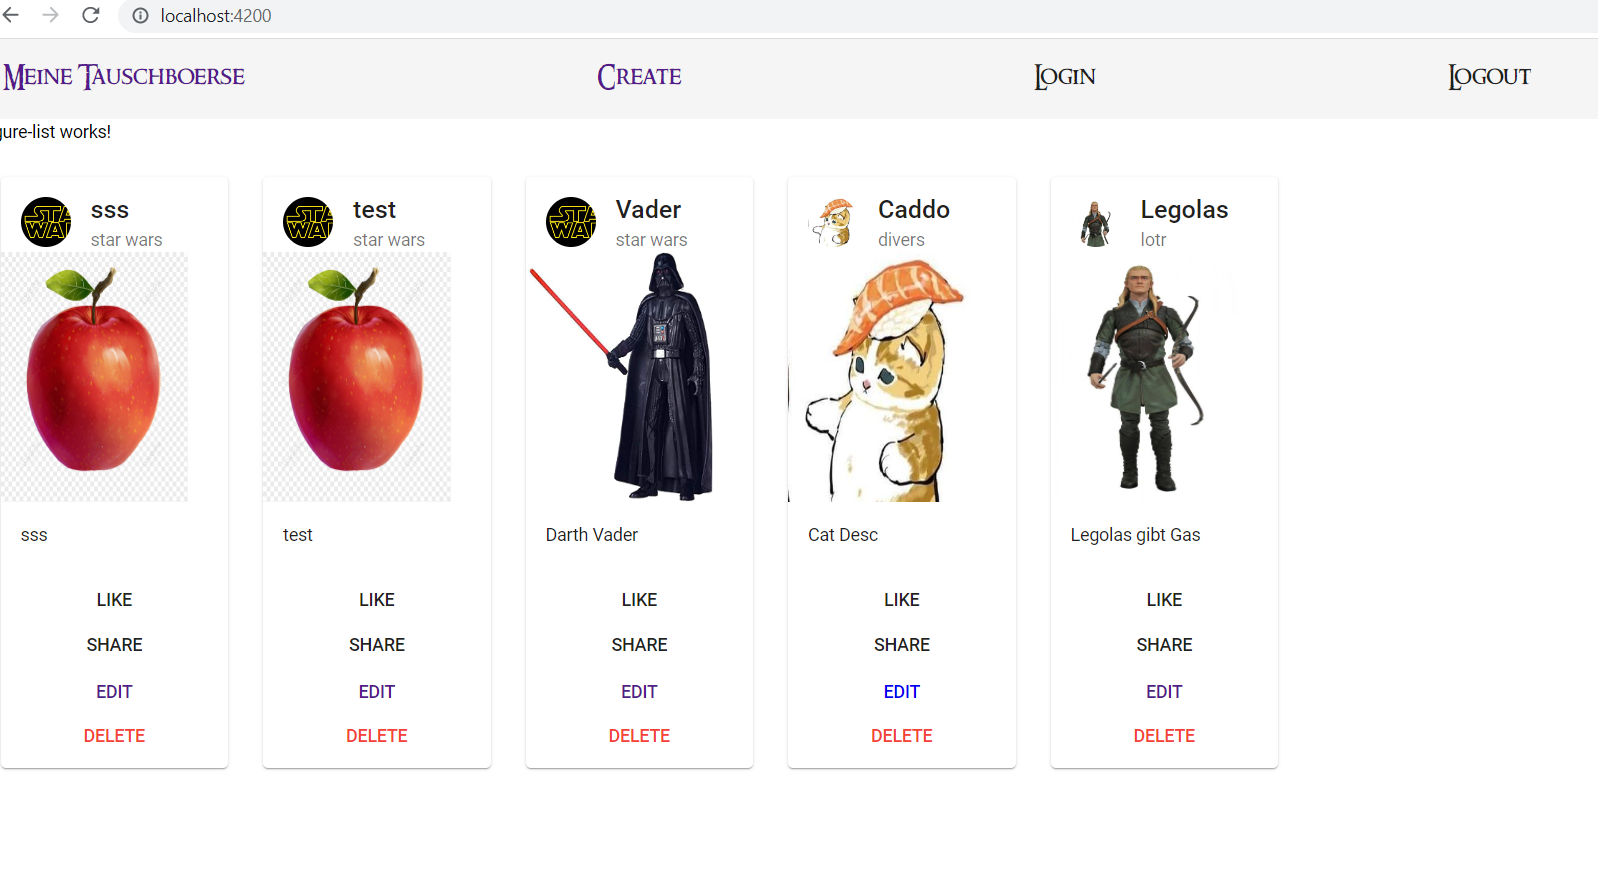 localhost:4200
Meine Tauschboerse Create Login Logout
gure-list works!
sss test Vader Caddo Legolas
star wars star wars star wars divers lotr
sss test Darth Vader Cat Desc Legolas gibt Gas
LIKE LIKE LIKE LIKE LIKE
SHARE SHARE SHARE SHARE SHARE
EDIT EDIT EDIT EDIT EDIT
DELETE DELETE DELETE DELETE DELETE